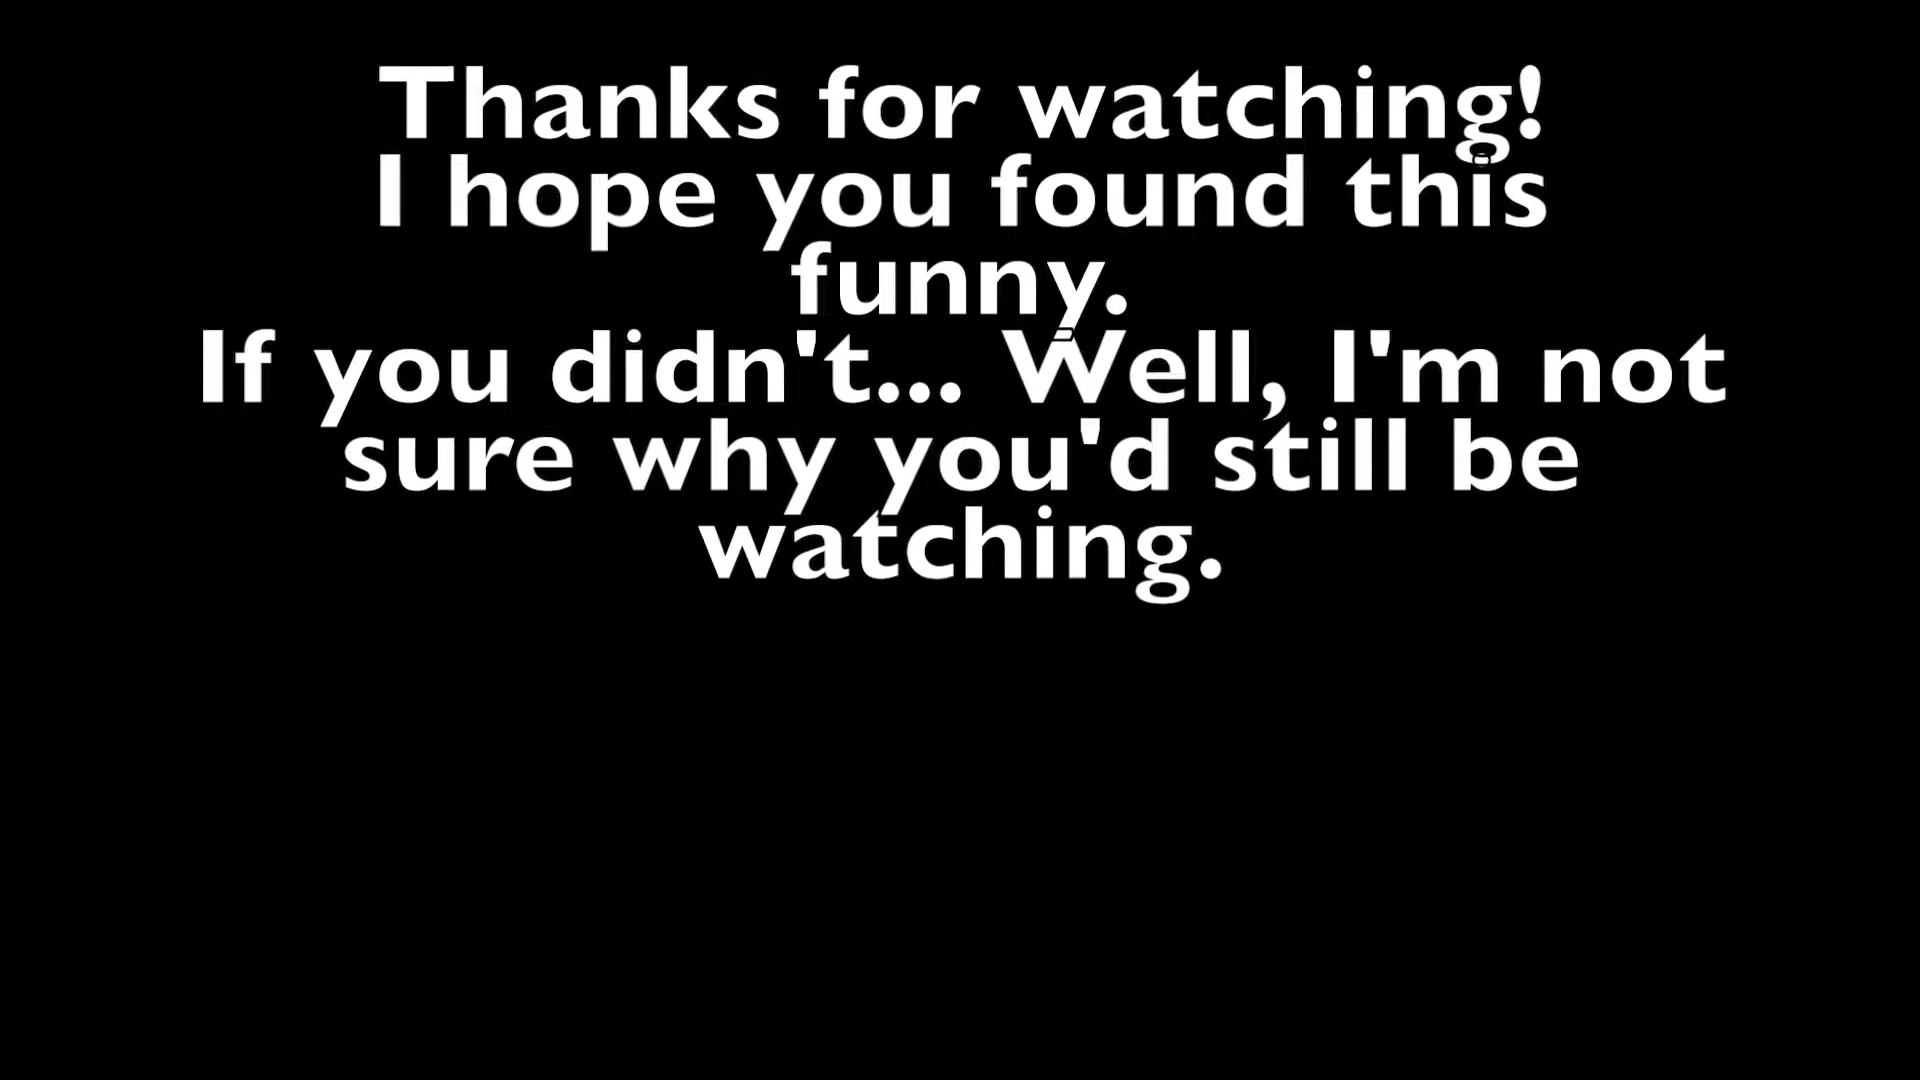 Thanks for watching!
I hope you found this
funny.
If you didn't... Well, I'm not
sure why you'd still be
watching.